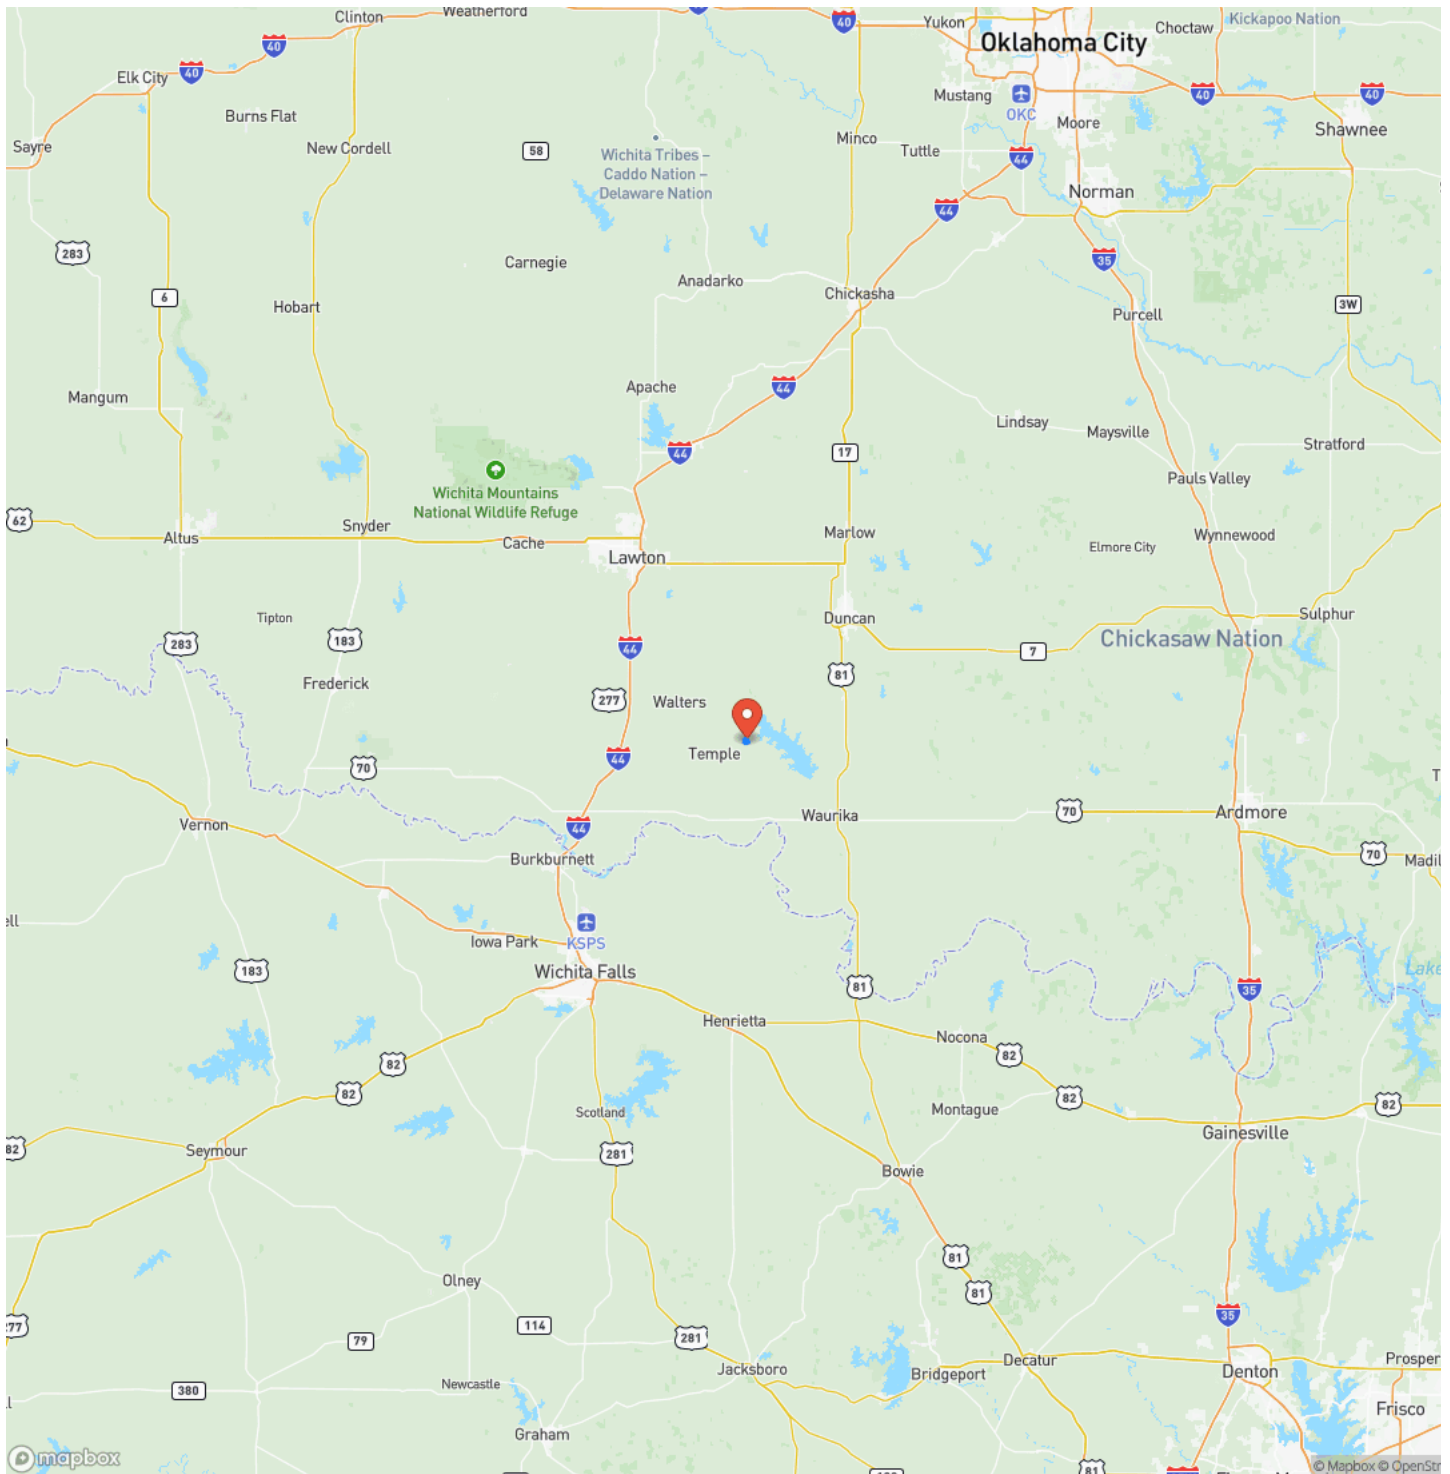 Clinton
Weatherford
40
Yukon
Choctaw
Kickapoo Nation
Oklahoma City
40
40
Elk City
Burns Flat
Mustang
OKC
Moore
40
40
Shawnee
Sayre
New Cordell
58
Wichita Tribes –
Caddo Nation –
Delaware Nation
Minco
Tuttle
44
Norman
44
283
Carnegie
Anadarko
35
6
Hobart
Chickasha
Purcell
3W
Mangum
Apache
44
Lindsay
Maysville
Stratford
44
17
Pauls Valley
Wichita Mountains
National Wildlife Refuge
62
Altus
Snyder
Cache
Lawton
Marlow
Elmore City
Wynnewood
Tipton
Duncan
Sulphur
283
183
44
7
Chickasaw Nation
Frederick
277
Walters
81
Temple
44
70
Vernon
44
Waurika
70
Ardmore
Burkburnett
70
Madil
ell
KSPS
Iowa Park
183
Wichita Falls
81
35
Lake
Henrietta
Nocona
82
82
82
82
Scotland
Montague
82
82
Seymour
281
Gainesville
Bowie
81
Olney
81
77
79
114
281
35
Jacksboro
Bridgeport
Decatur
Denton
Prosper
380
Newcastle
Frisco
Graham
mapbox
81
© Mapbox © OpenStr